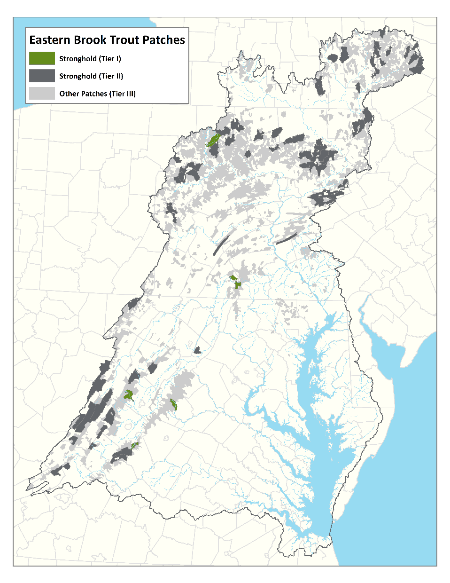 Eastern Brook Trout Patches
Stronghold (Tier I)
Stronghold (Tier II)
Other Patches (Tier III)